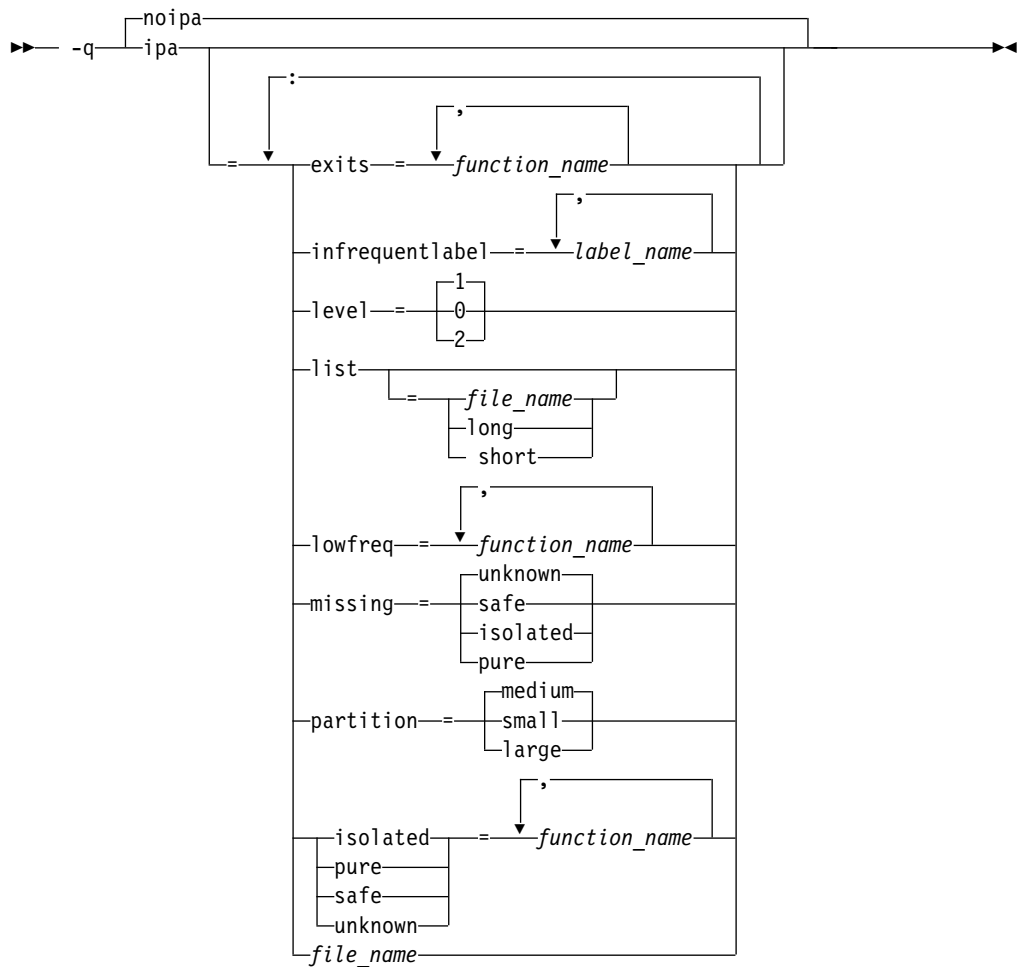 noipa
-q ipa
:
,
= exits = function_name
,
infrequentlabel = label_name
1
level = 0
2
list
= file_name
long
short
,
lowfreq = function_name
unknown
missing = safe
isolated
pure
medium
partition = small
large
,
isolated = function_name
pure
safe
unknown
file_name